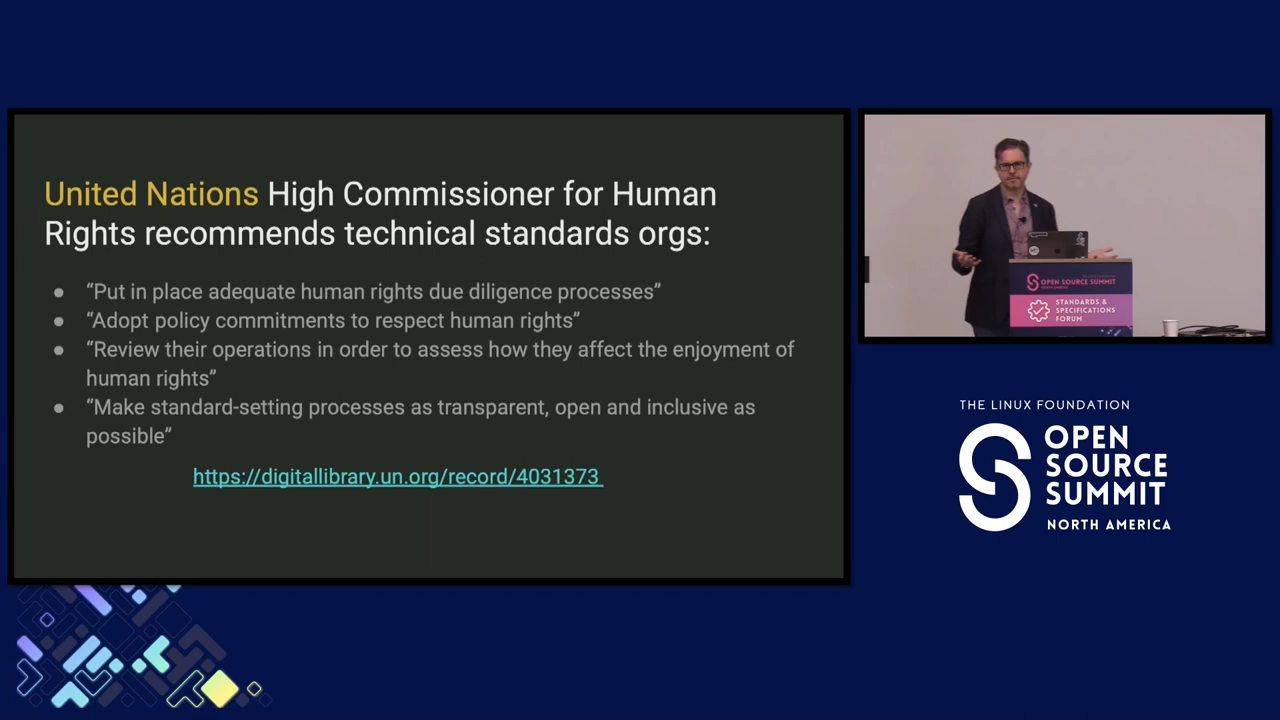 United Nations High Commissioner for Human
Rights recommends technical standards orgs:
● “Put in place adequate human rights due diligence processes”
● “Adopt policy commitments to respect human rights”
● “Review their operations in order to assess how they affect the enjoyment of
human rights”
● “Make standard-setting processes as transparent, open and inclusive as
possible”
https://digitallibrary.un.org/record/4031373
OPEN SOURCE SUMMIT
STANDARDS &
SPECIFICATIONS
FORUM
THE LINUX FOUNDATION
OPEN
SOURCE
SUMMIT
NORTH AMERICA